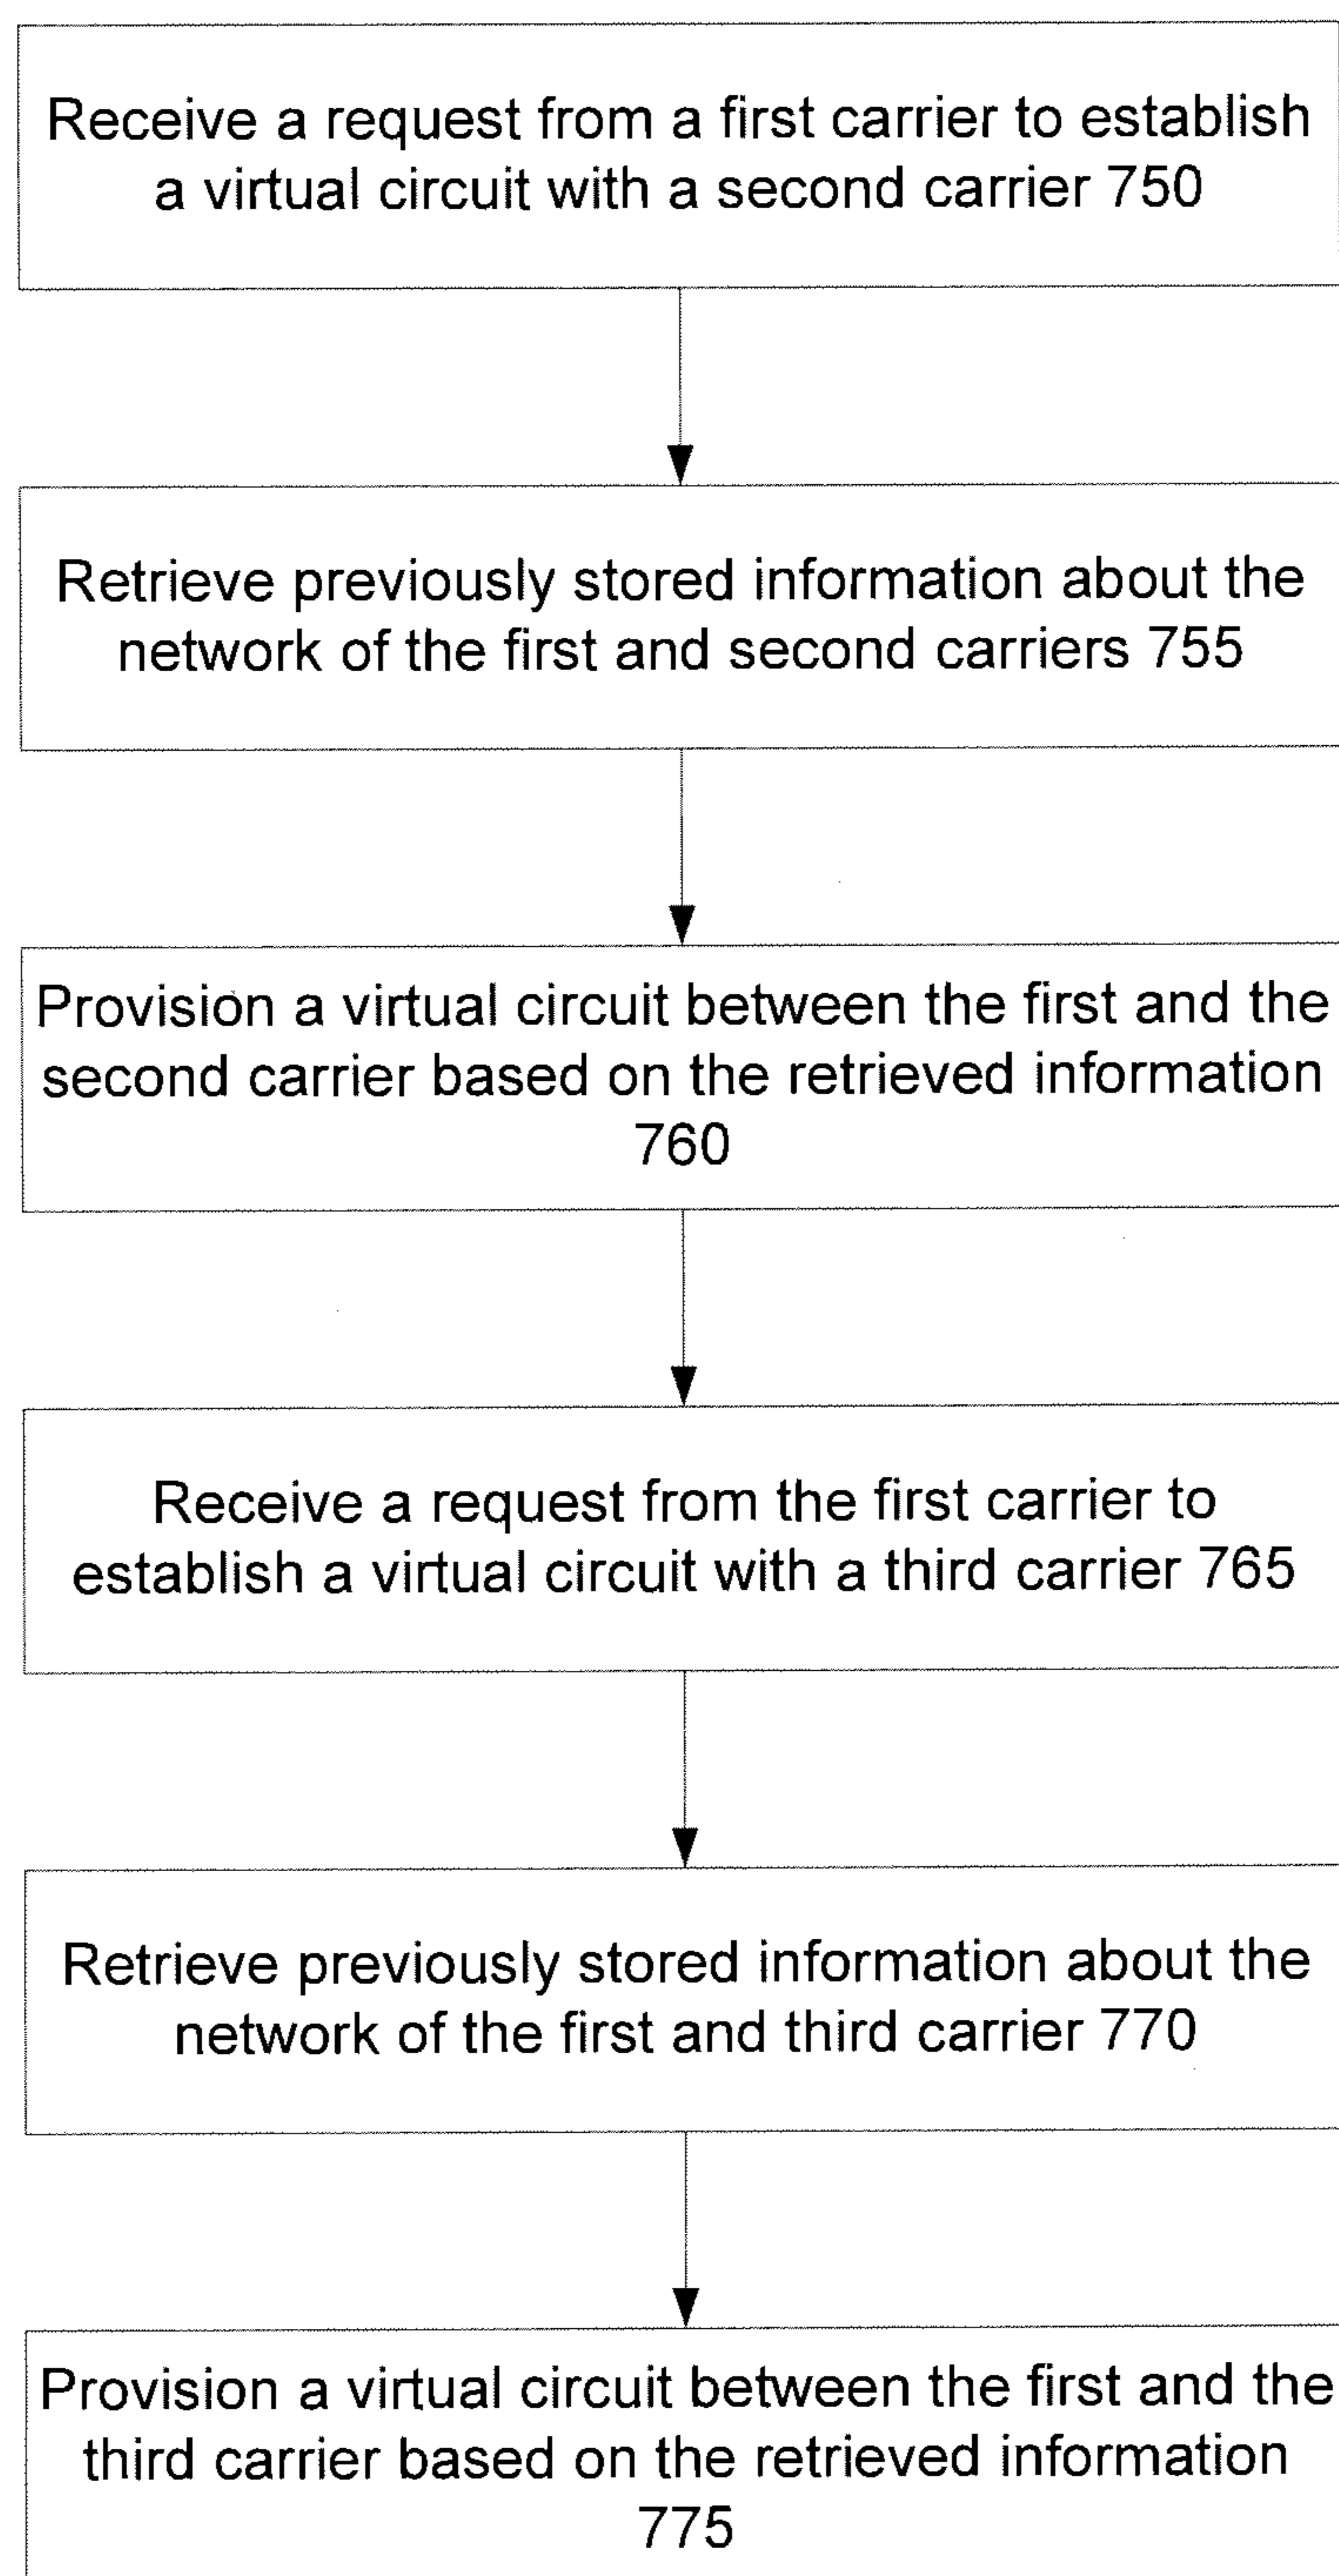 Receive a request from a first carrier to establish
a virtual circuit with a second carrier 750
Retrieve previously stored information about the
network of the first and second carriers 755
Provision a virtual circuit between the first and the
second carrier based on the retrieved information
760
Receive a request from the first carrier to
establish a virtual circuit with a third carrier 765
Retrieve previously stored information about the
network of the first and third carrier 770
Provision a virtual circuit between the first and the
third carrier based on the retrieved information
775